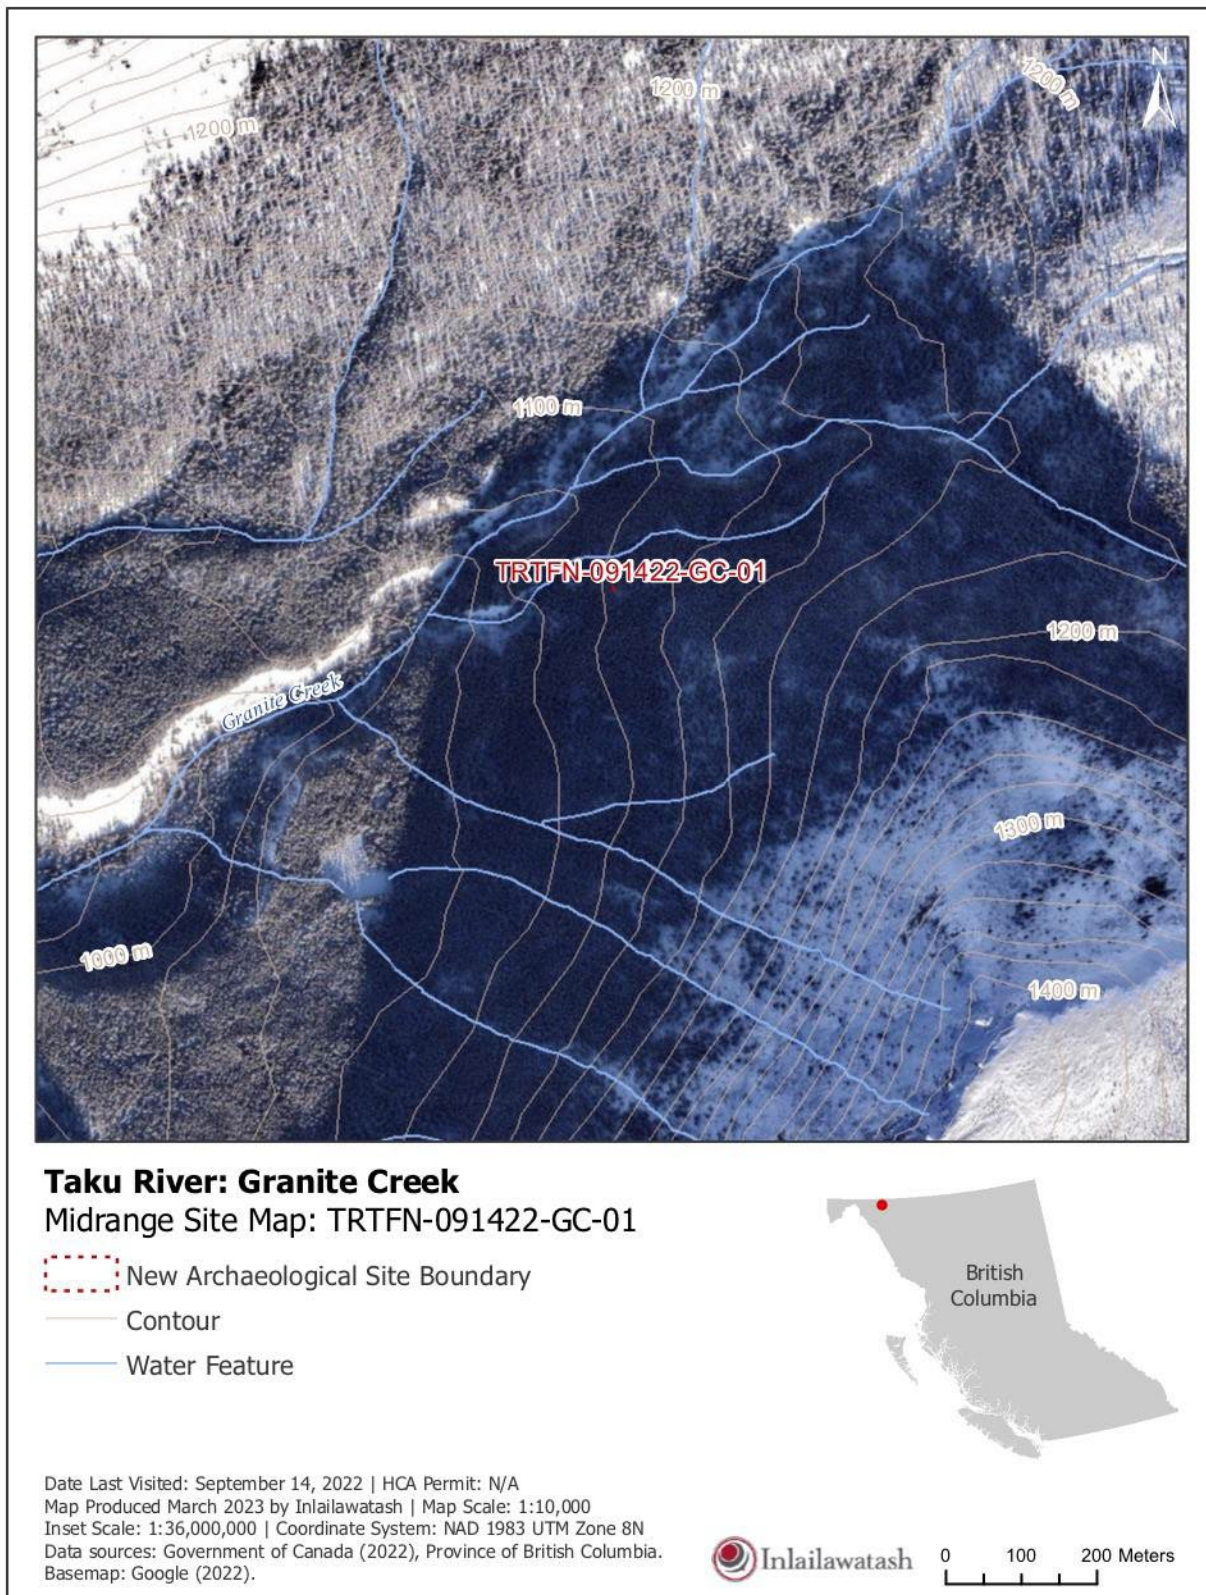 N
1200 m
1200 m
1200 m
1100 m
TRTFN-091422-GC-01
1200 m
Granite Creek
1300 m
1000 m
1400 m
Taku River: Granite Creek
Midrange Site Map: TRTFN-091422-GC-01
New Archaeological Site Boundary
Contour
Water Feature
British
Columbia
Date Last Visited: September 14, 2022 | HCA Permit: N/A
Map Produced March 2023 by Inlailawatash | Map Scale: 1:10,000
Inset Scale: 1:36,000,000 | Coordinate System: NAD 1983 UTM Zone 8N
Data sources: Government of Canada (2022), Province of British Columbia.
Basemap: Google (2022).
Inlailawatash
0 100 200 Meters